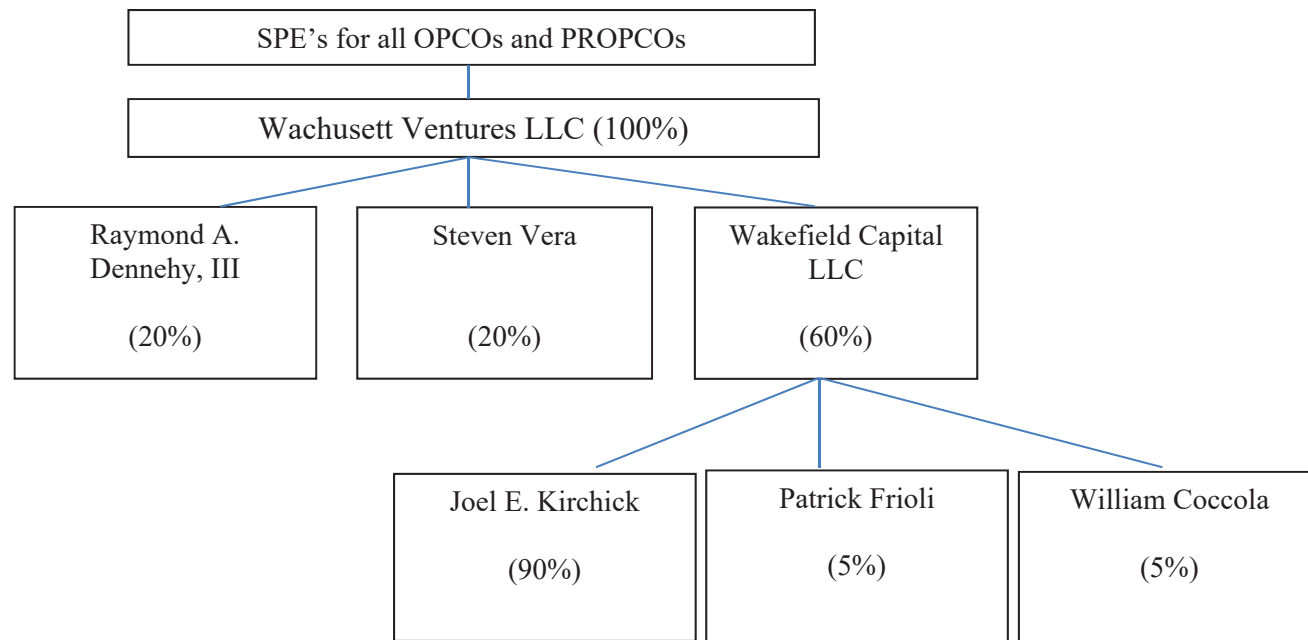 SPE’s for all OPCOs and PROPCOs
Wachusett Ventures LLC (100%)
Raymond A.
Dennehy, III
(20%)
Steven Vera
(20%)
Wakefield Capital
LLC
(60%)
Joel E. Kirchick
(90%)
Patrick Frioli
(5%)
William Coccola
(5%)